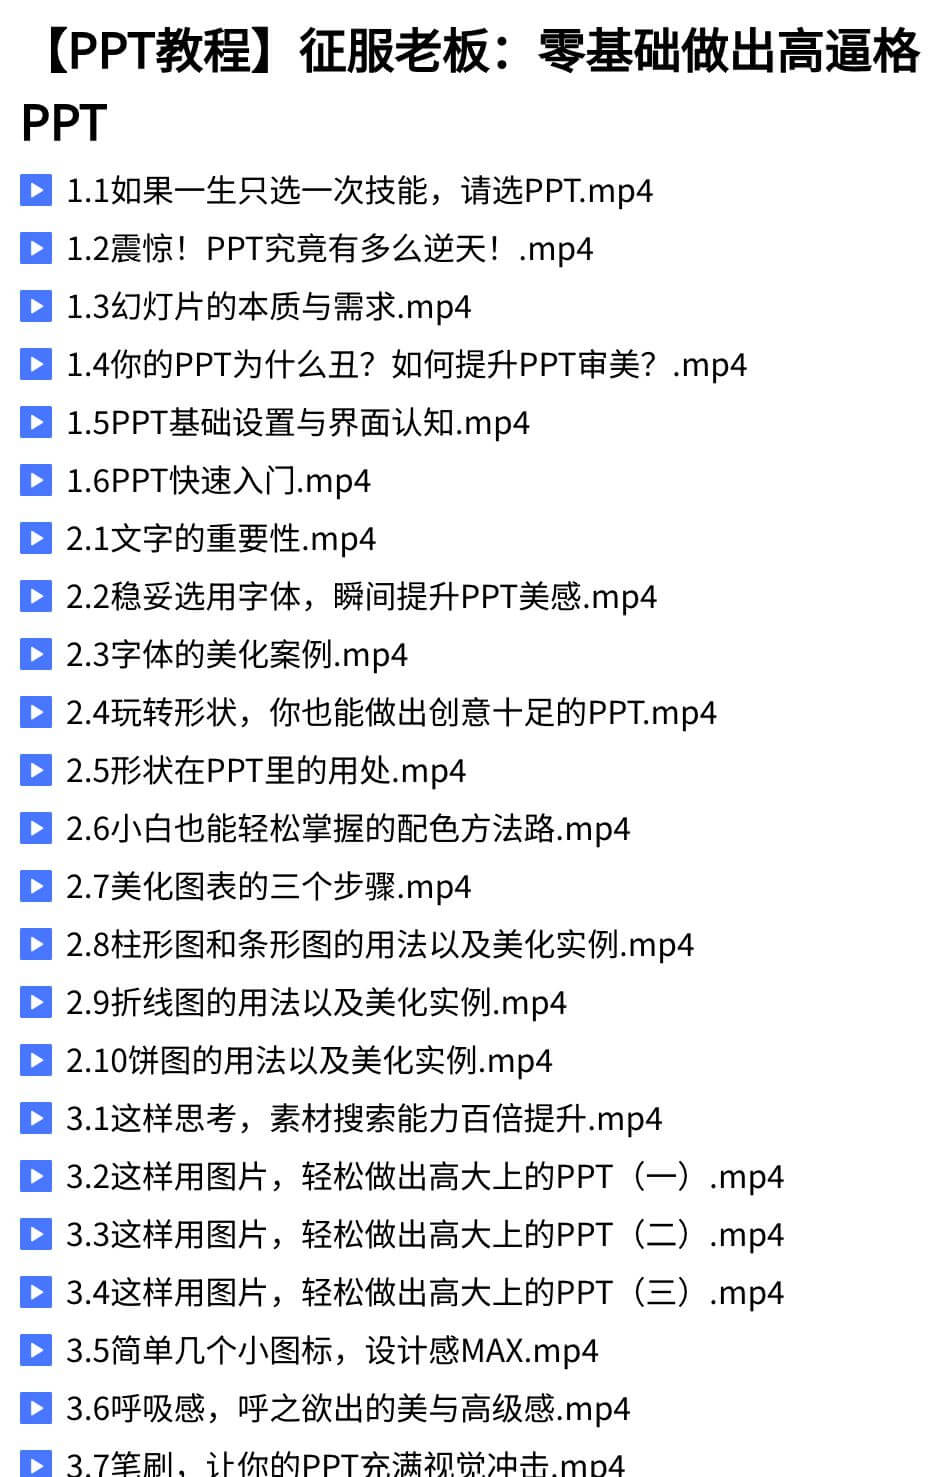 【PPT教程】征服老板：零基础做出高逼格
PPT
1.1如果一生只选一次技能，请选PPT.mp4
1.2震惊！PPT究竟有多么逆天！.mp4
1.3幻灯片的本质与需求.mp4
1.4你的PPT为什么丑？如何提升PPT审美？.mp4
1.5PPT基础设置与界面认知.mp4
1.6PPT快速入门.mp4
2.1文字的重要性.mp4
2.2稳妥选用字体，瞬间提升PPT美感.mp4
2.3字体的美化案例.mp4
2.4玩转形状，你也能做出创意十足的PPT.mp4
2.5形状在PPT里的用处.mp4
2.6小白也能轻松掌握的配色方法路.mp4
2.7美化图表的三个步骤.mp4
2.8柱形图和条形图的用法以及美化实例.mp4
2.9折线图的用法以及美化实例.mp4
2.10饼图的用法以及美化实例.mp4
3.1这样思考，素材搜索能力百倍提升.mp4
3.2这样用图片，轻松做出高大上的PPT（一）.mp4
3.3这样用图片，轻松做出高大上的PPT（二）.mp4
3.4这样用图片，轻松做出高大上的PPT（三）.mp4
3.5简单几个小图标，设计感MAX.mp4
3.6呼吸感，呼之欲出的美与高级感.mp4
3.7笔刷，让你的PPT充满视觉冲击.mp4